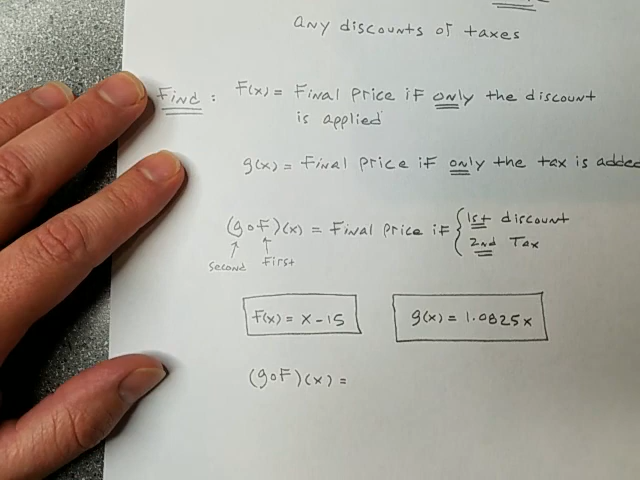 any discounts of taxes
Find: F(x) = Final Price if only the discount
is applied
g(x) = Final Price if only the tax is added
(g∘F)(x) = Final Price if { 1st discount
2nd Tax
second First
F(x) = x - 15
g(x) = 1.0825x
(g∘F)(x) =